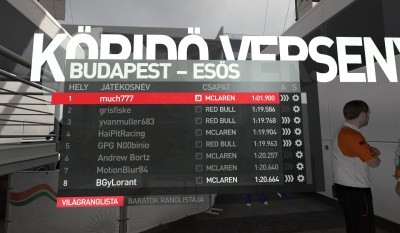 KÖRIDŐ VERSENY
BUDAPEST – ESŐS
HELY JÁTÉKOSNÉV CSAPAT A S
1 much777 MCLAREN 1:01.900
2 grisfiske RED BULL 1:19.586
3 yvanmuller683 RED BULL 1:19.768
4 HaiPitRacing MCLAREN 1:19.904
5 GPG N00binio RED BULL 1:19.963
6 Andrew Bortz MCLAREN 1:20.257
7 MotionBlur84 RED BULL 1:20.640
8 BGyLorant MCLAREN 1:20.664
VILÁGRANGLISTA BARÁTOK RANGLISTÁJA